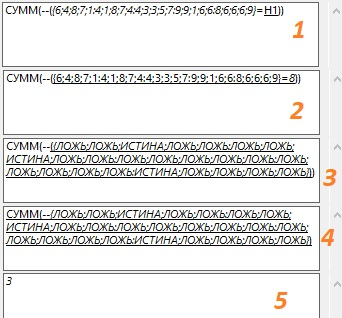 СУММ(--({6;4;8;7;1:4;1;8;7;4:4;3;3;5;7:9;9;1;6;6:8;6;6;6;9}=H1))
1
СУММ(--({6;4;8;7;1:4;1;8;7;4:4;3;3;5;7:9;9;1;6;6:8;6;6;6;9}=8))
2
СУММ(--({ЛОЖЬ;ЛОЖЬ;ИСТИНА;ЛОЖЬ;ЛОЖЬ:ЛОЖЬ;ЛОЖЬ;
ИСТИНА;ЛОЖЬ;ЛОЖЬ:ЛОЖЬ;ЛОЖЬ;ЛОЖЬ;ЛОЖЬ;ЛОЖЬ:
ЛОЖЬ;ЛОЖЬ;ЛОЖЬ;ЛОЖЬ;ЛОЖЬ:ИСТИНА;ЛОЖЬ;ЛОЖЬ;ЛОЖЬ;ЛОЖЬ}))
3
СУММ(--{ЛОЖЬ;ЛОЖЬ;ИСТИНА;ЛОЖЬ;ЛОЖЬ:ЛОЖЬ;ЛОЖЬ;
ИСТИНА;ЛОЖЬ;ЛОЖЬ:ЛОЖЬ;ЛОЖЬ;ЛОЖЬ;ЛОЖЬ;ЛОЖЬ:
ЛОЖЬ;ЛОЖЬ;ЛОЖЬ;ЛОЖЬ;ЛОЖЬ:ИСТИНА;ЛОЖЬ;ЛОЖЬ;ЛОЖЬ;ЛОЖЬ})
4
3
5